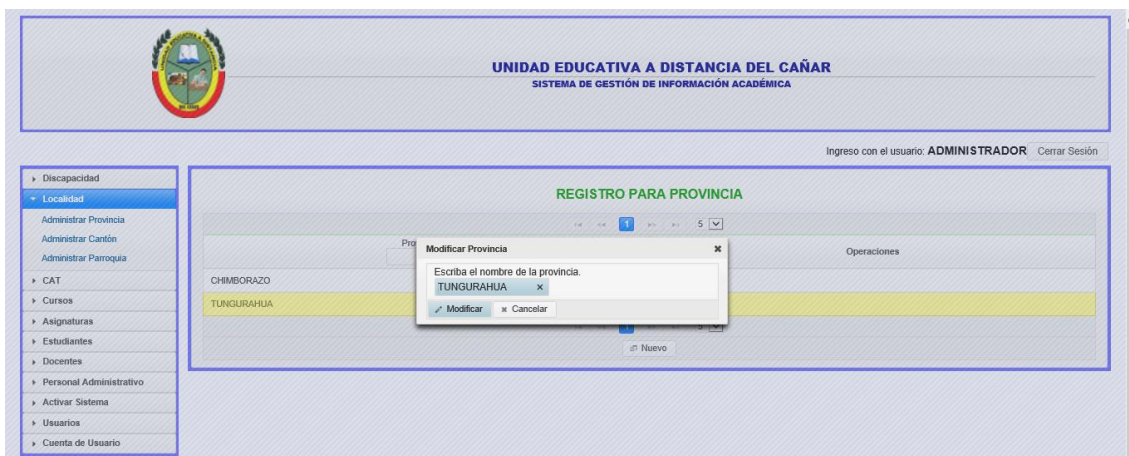 UNIDAD EDUCATIVA A DISTANCIA DEL CAÑAR
SISTEMA DE GESTIÓN DE INFORMACIÓN ACADÉMICA
Ingreso con el usuario: ADMINISTRADOR Cerrar Sesión
Discapacidad
Localidad
Administrar Provincia
Administrar Cantón
Administrar Parroquia
CAT
Cursos
Asignaturas
Estudiantes
Docentes
Personal Administrativo
Activar Sistema
Usuarios
Cuenta de Usuario
REGISTRO PARA PROVINCIA
1 5
Operaciones
CHIMBORAZO
TUNGURAHUA
Modificar Provincia
Escriba el nombre de la provincia.
TUNGURAHUA
Modificar Cancelar
1 5
Nuevo